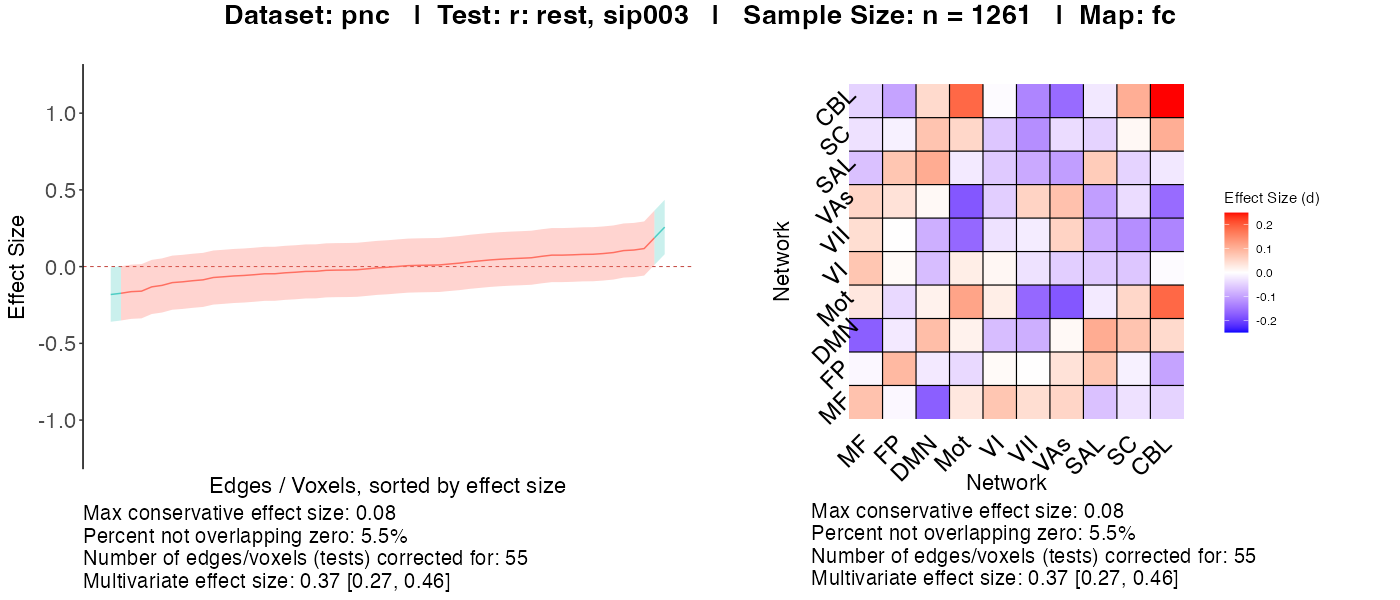 Dataset: pnc | Test: r: rest, sip003 | Sample Size: n = 1261 | Map: fc
Effect Size
1.0
0.5
0.0
-0.5
-1.0
Edges / Voxels, sorted by effect size
Max conservative effect size: 0.08
Percent not overlapping zero: 5.5%
Number of edges/voxels (tests) corrected for: 55
Multivariate effect size: 0.37 [0.27, 0.46]
Network
CBL
SC
SAL
VAs
VII
VI
Mot
DMN
FP
MF
MF FP DMN Mot VI VII VAs SAL SC CBL
Network
Max conservative effect size: 0.08
Percent not overlapping zero: 5.5%
Number of edges/voxels (tests) corrected for: 55
Multivariate effect size: 0.37 [0.27, 0.46]
Effect Size (d)
0.2
0.1
0.0
-0.1
-0.2